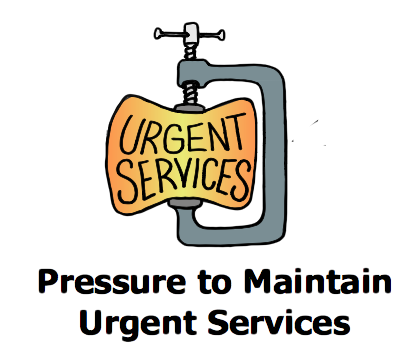 URGENT
SERVICES
Pressure to Maintain
Urgent Services